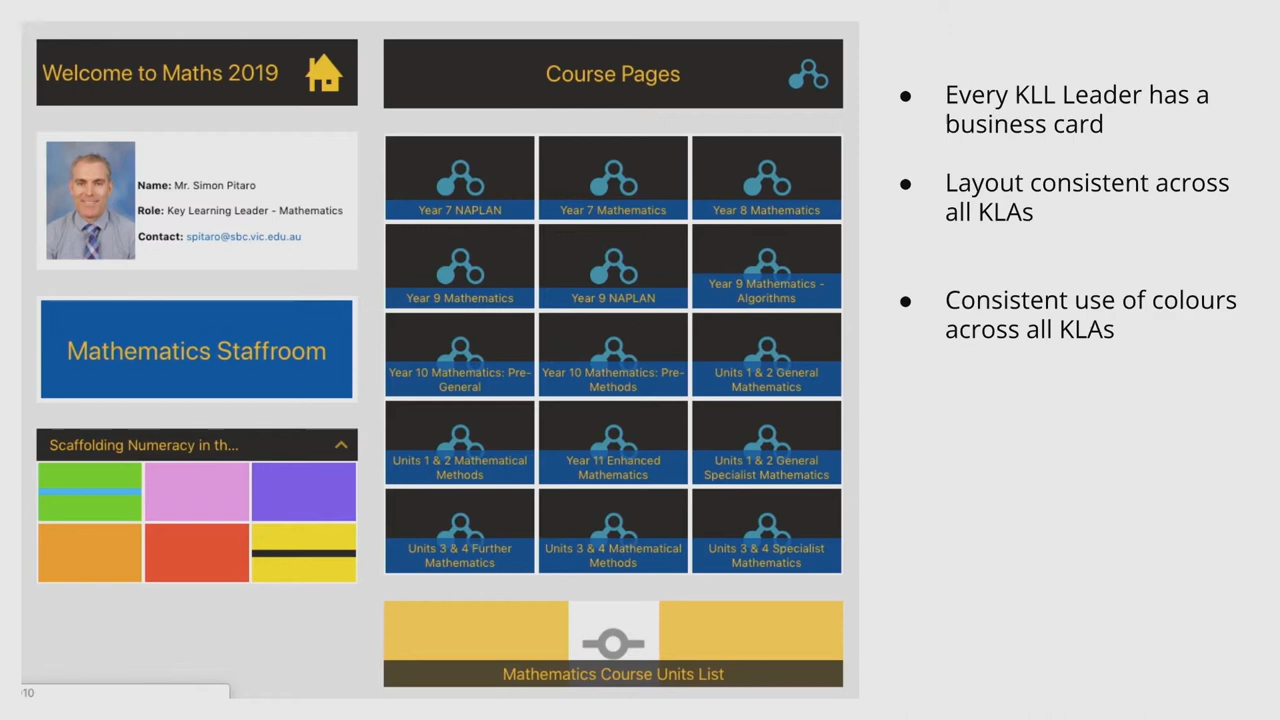 Welcome to Maths 2019
Name: Mr. Simon Pitaro
Role: Key Learning Leader - Mathematics
Contact: spitaro@sbc.vic.edu.au
Mathematics Staffroom
Scaffolding Numeracy in th...
Course Pages
Year 7 NAPLAN
Year 7 Mathematics
Year 8 Mathematics
Year 9 Mathematics
Year 9 NAPLAN
Year 9 Mathematics -
Algorithms
Year 10 Mathematics: Pre-
General
Year 10 Mathematics: Pre-
Methods
Units 1 & 2 General
Mathematics
Units 1 & 2 Mathematical
Methods
Year 11 Enhanced
Mathematics
Units 1 & 2 General
Specialist Mathematics
Units 3 & 4 Further
Mathematics
Units 3 & 4 Mathematical
Methods
Units 3 & 4 Specialist
Mathematics
Mathematics Course Units List
● Every KLL Leader has a
business card
● Layout consistent across
all KLAs
● Consistent use of colours
across all KLAs